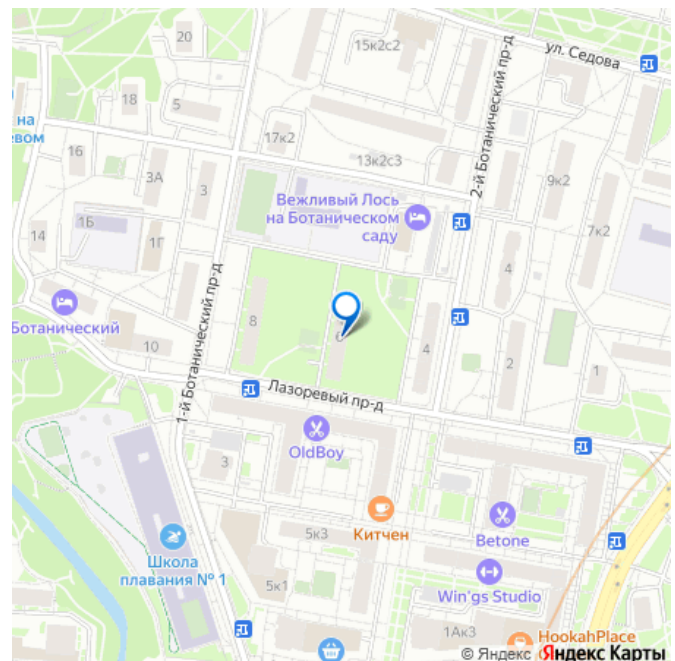 20
15к2с2
ул. Седова
2-й Ботанический пр-д
на
евом
18
5
17к2
16
3А
3
13к2с3
9к2
Вежливый Лось
на Ботаническом
саду
1Б
1Г
14
7к2
4
8
6
Ботанический
10
1-й Ботанический пр-д
4
2
1
Лазоревый пр-д
OldBoy
3
Китчен
Betone
5к3
Школа
плавания № 1
5к1
Win'gs Studio
1Ак3
HookahPlace
© Яндекс Яндекс Карты